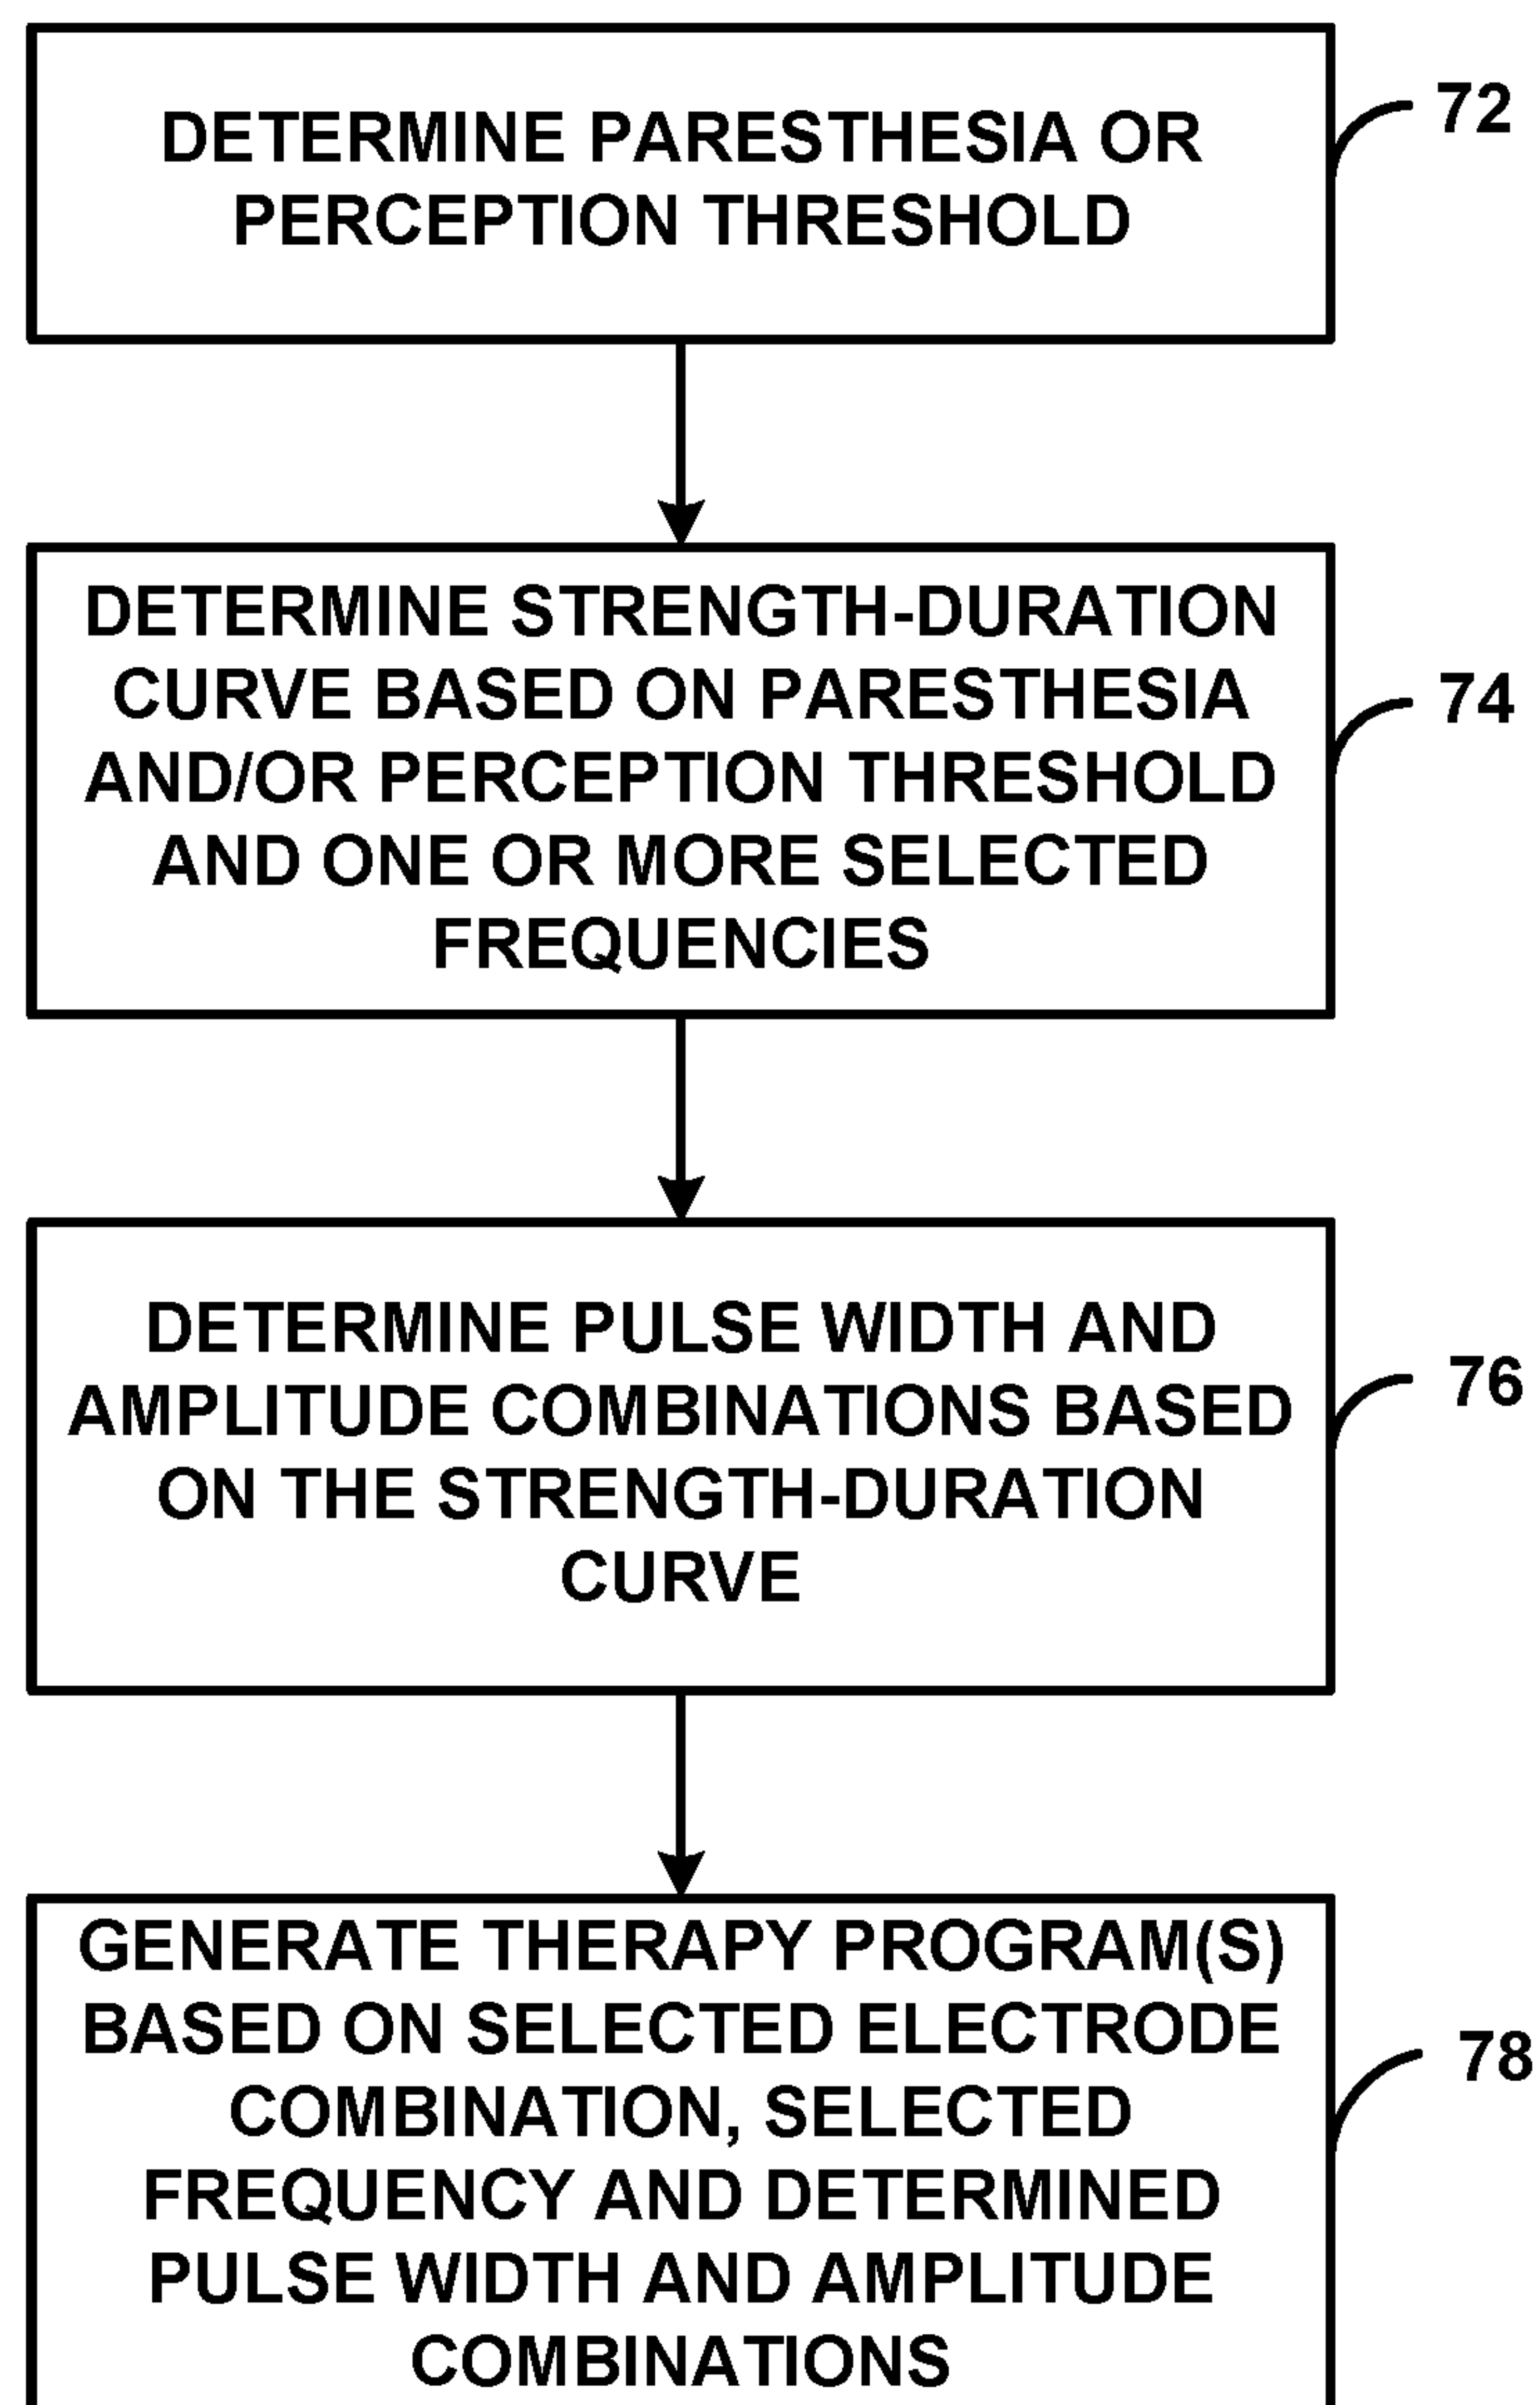 DETERMINE PARESTHESIA OR
PERCEPTION THRESHOLD
72
DETERMINE STRENGTH-DURATION
CURVE BASED ON PARESTHESIA
AND/OR PERCEPTION THRESHOLD
AND ONE OR MORE SELECTED
FREQUENCIES
74
DETERMINE PULSE WIDTH AND
AMPLITUDE COMBINATIONS BASED
ON THE STRENGTH-DURATION
CURVE
76
GENERATE THERAPY PROGRAM(S)
BASED ON SELECTED ELECTRODE
COMBINATION, SELECTED
FREQUENCY AND DETERMINED
PULSE WIDTH AND AMPLITUDE
COMBINATIONS
78